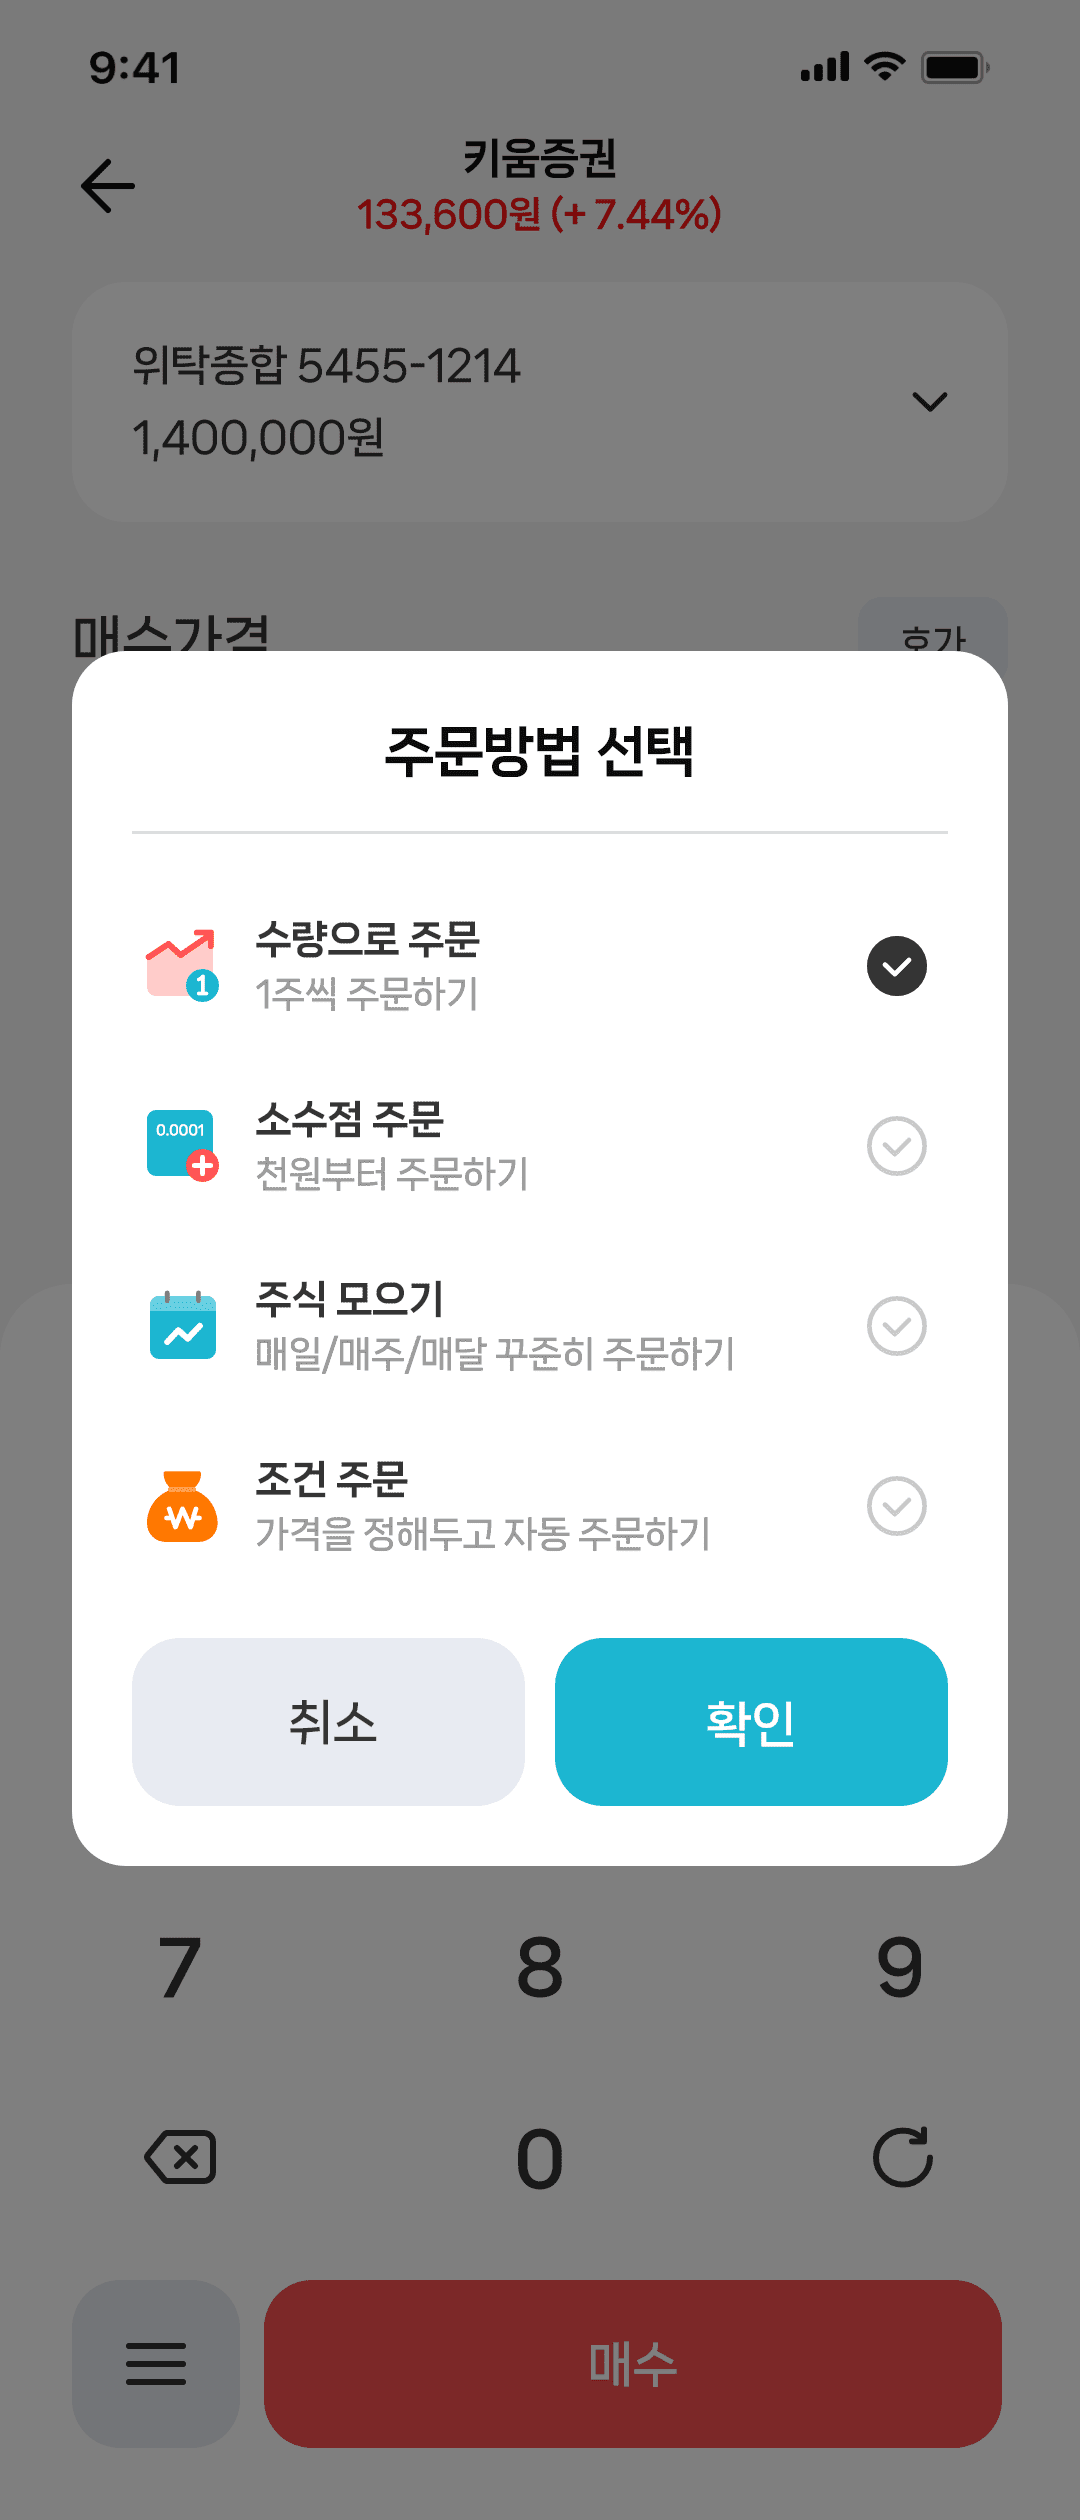 9:41
키움증권
133,600원 (+ 7.44%)
위탁종합 5455-1214
1,400,000원
매수가격
호가
주문방법 선택
수량으로 주문
1주씩 주문하기
1
소수점 주문
천원부터 주문하기
0.0001
주식 모으기
매일/매주/매달 꾸준히 주문하기
조건 주문
가격을 정해두고 자동 주문하기
₩
취소 확인
7 8 9
0
매수